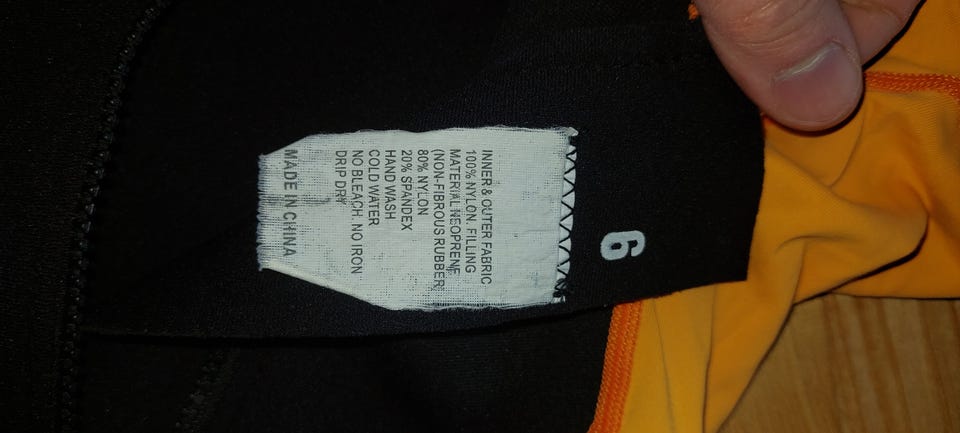 6
INNER & OUTER FABRIC
100% NYLON. FILLING
MATERIAL NEOPRENE
(NON-FIBROUS RUBBER
80% NYLON
20% SPANDEX
HAND WASH
COLD WATER
NO BLEACH. NO IRON
DRIP DRY
MADE IN CHINA